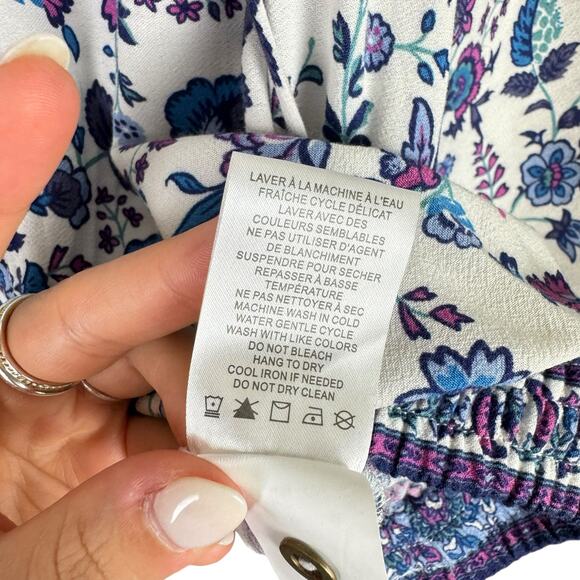 LAVER À LA MACHINE À L'EAU
FRAÎCHE CYCLE DÉLICAT
LAVER AVEC DES
COULEURS SEMBLABLES
NE PAS UTILISER D'AGENT
DE BLANCHIMENT
SUSPENDRE POUR SECHER
REPASSER À BASSE
TEMPÉRATURE
NE PAS NETTOYER À SEC
MACHINE WASH IN COLD
WATER GENTLE CYCLE
WASH WITH LIKE COLORS
DO NOT BLEACH
HANG TO DRY
COOL IRON IF NEEDED
DO NOT DRY CLEAN